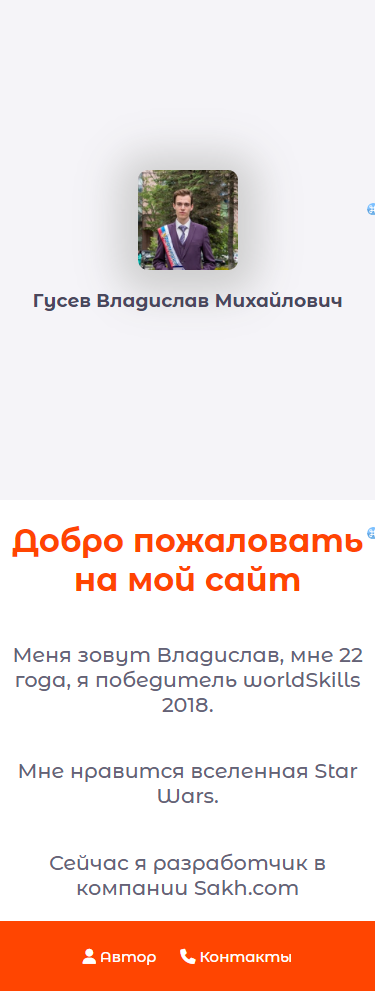 Гусев Владислав Михайлович
Добро пожаловать
на мой сайт
Меня зовут Владислав, мне 22
года, я победитель worldSkills
2018.
Мне нравится вселенная Star
Wars.
Сейчас я разработчик в
компании Sakh.com
Автор Контакты